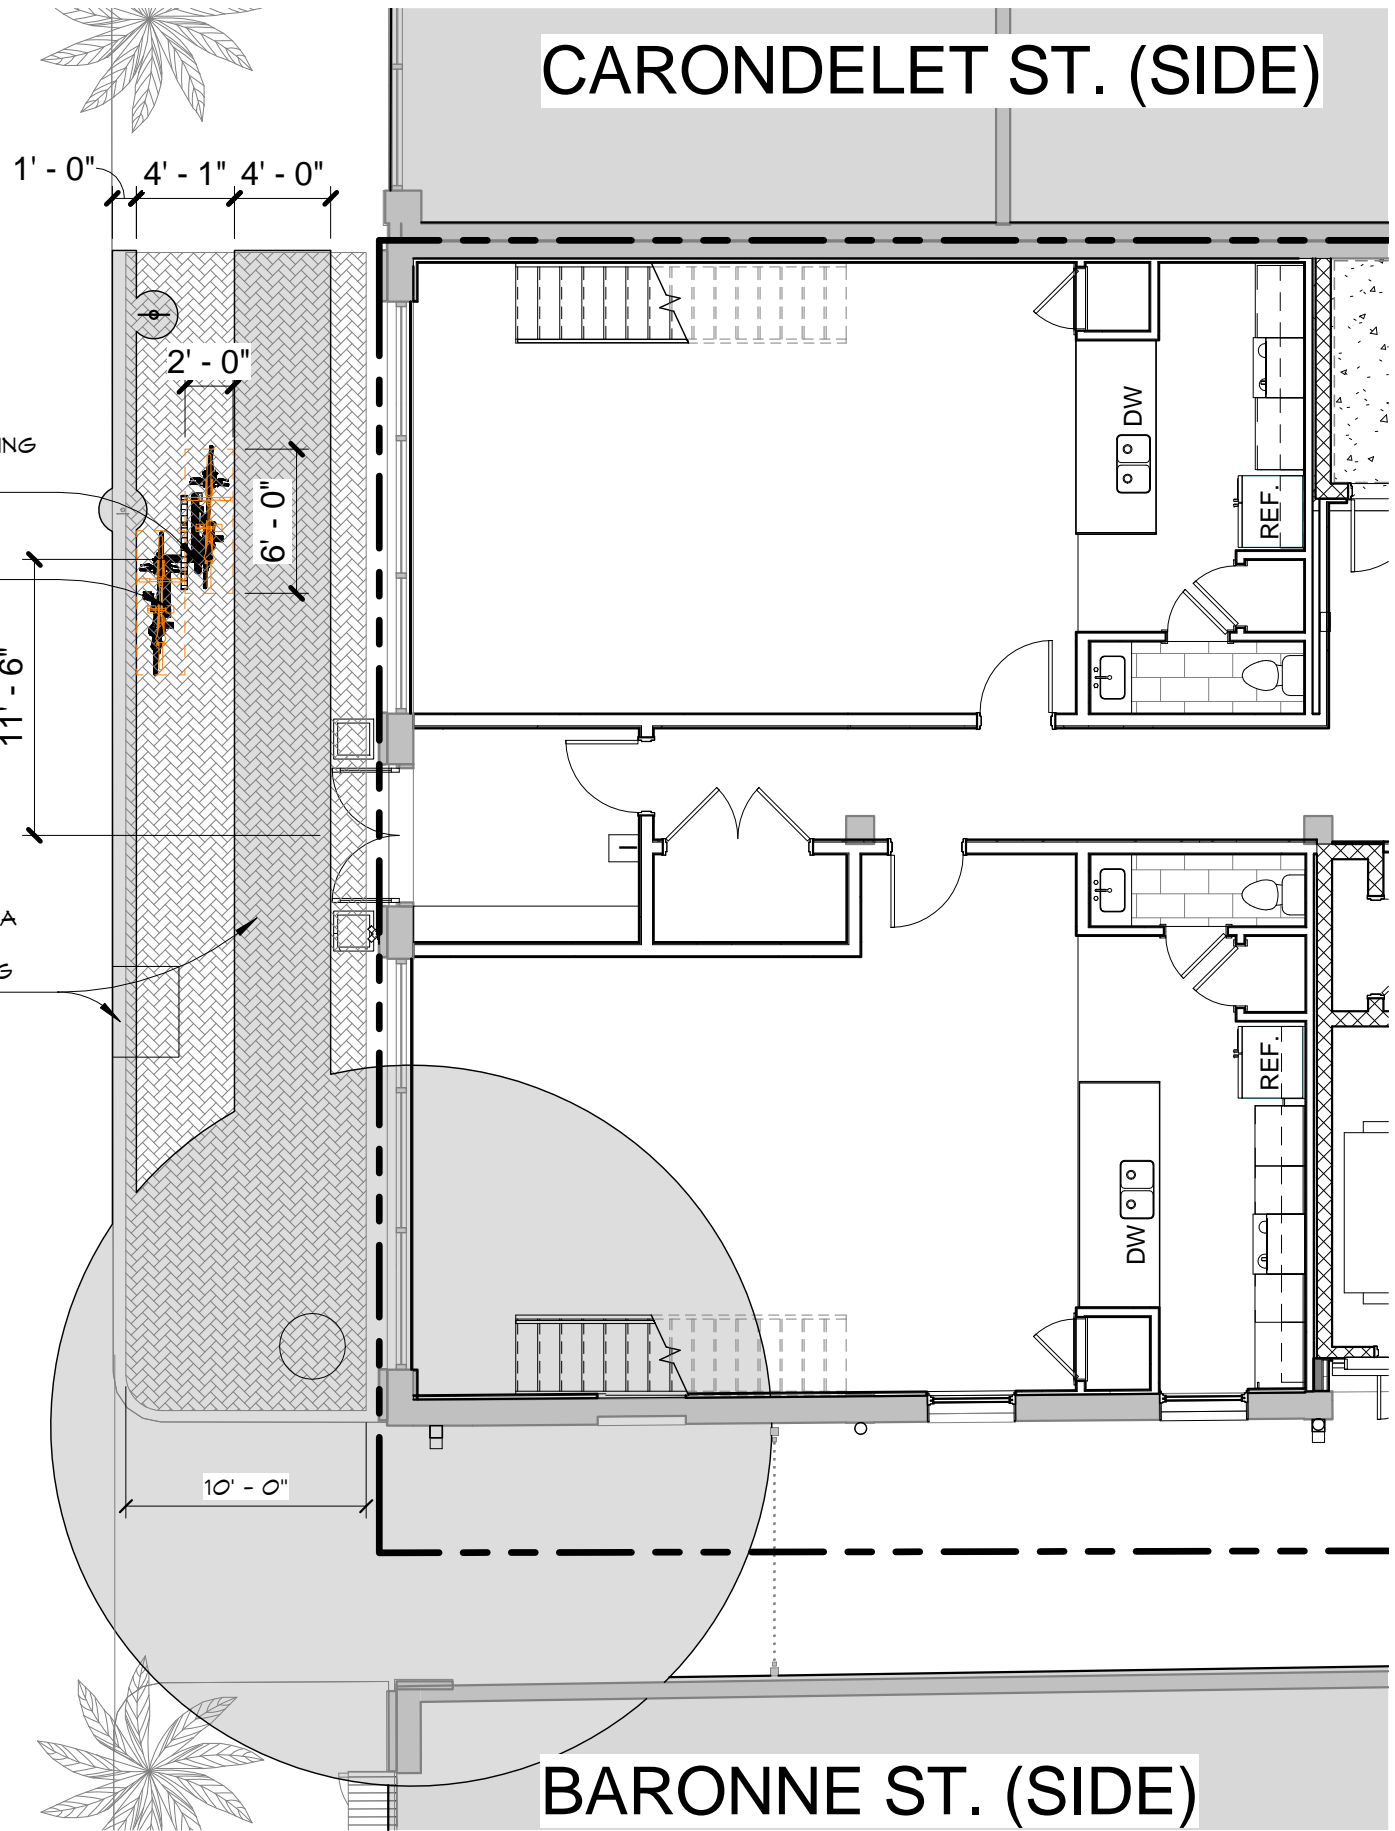 CARONDELET ST. (SIDE)
1' - 0"
4' - 1"
4' - 0"
2' - 0"
DW
ING
6' - 0"
REF.
11' - 6"
A
G
REF.
DW
10' - 0"
BARONNE ST. (SIDE)